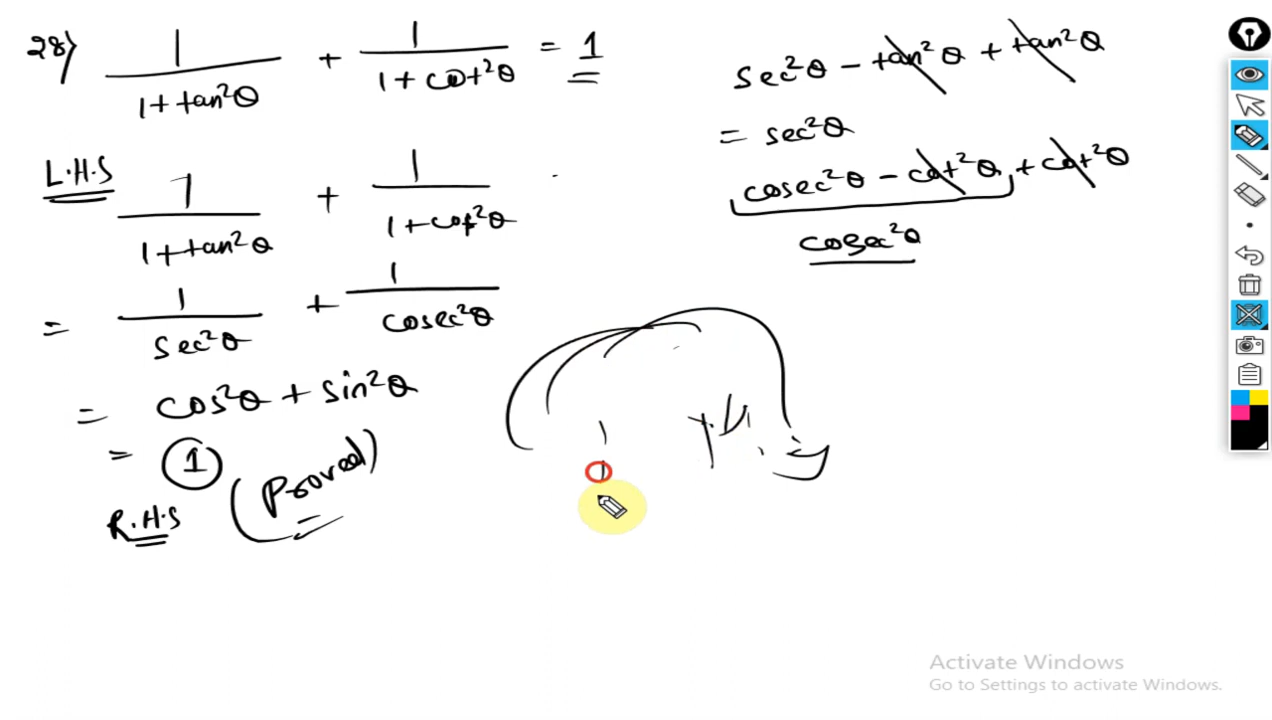 28) 1/(1 + tan²θ) + 1/(1 + cot²θ) = 1
L.H.S
1/(1 + tan²θ) + 1/(1 + cot²θ)
= 1/sec²θ + 1/cosec²θ
= cos²θ + sin²θ
= 1
R.H.S (Proved)
sec²θ - tan²θ + tan²θ
= sec²θ
cosec²θ - cot²θ + cot²θ
cosec²θ
Activate Windows
Go to Settings to activate Windows.